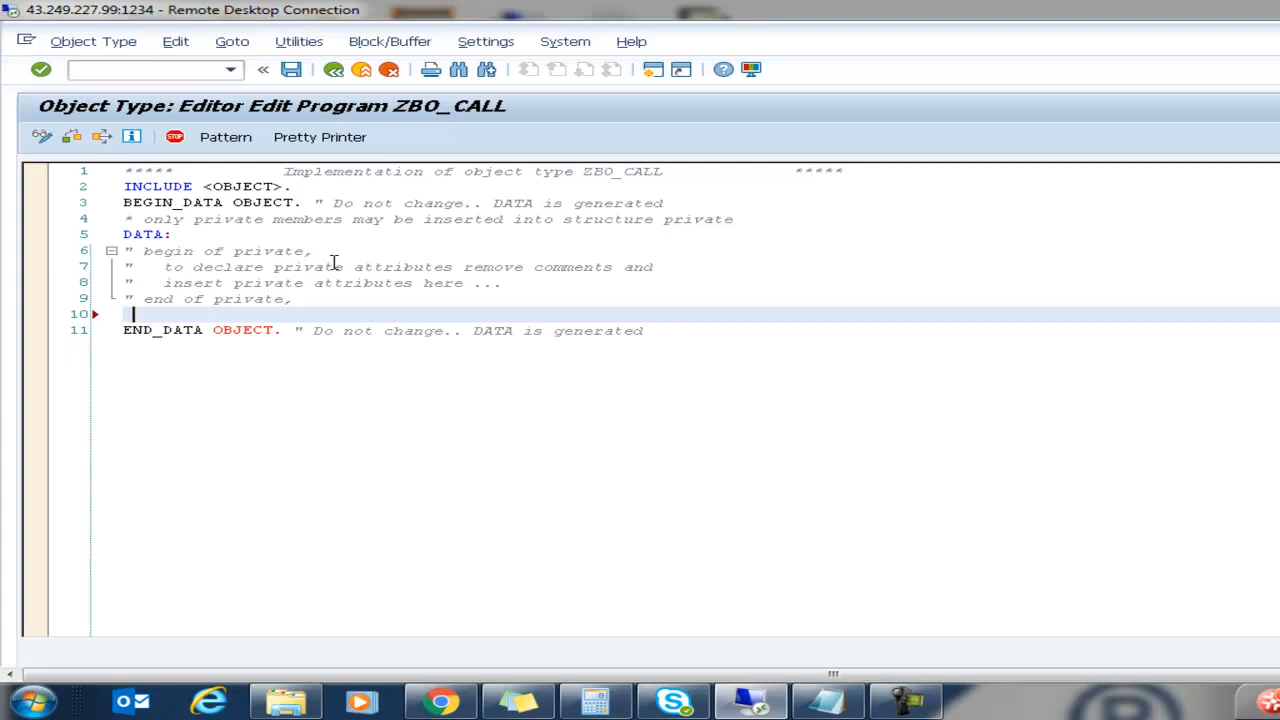 43.249.227.99:1234 - Remote Desktop Connection
Object Type Edit Goto Utilities Block/Buffer Settings System Help
Object Type: Editor Edit Program ZBO_CALL
STOP Pattern Pretty Printer
1 ***** Implementation of object type ZBO_CALL *****
2 INCLUDE <OBJECT>.
3 BEGIN_DATA OBJECT. " Do not change.. DATA is generated
4 * only private members may be inserted into structure private
5 DATA:
6 " begin of private,
7 " to declare private attributes remove comments and
8 " insert private attributes here ...
9 " end of private,
10
11 END_DATA OBJECT. " Do not change.. DATA is generated